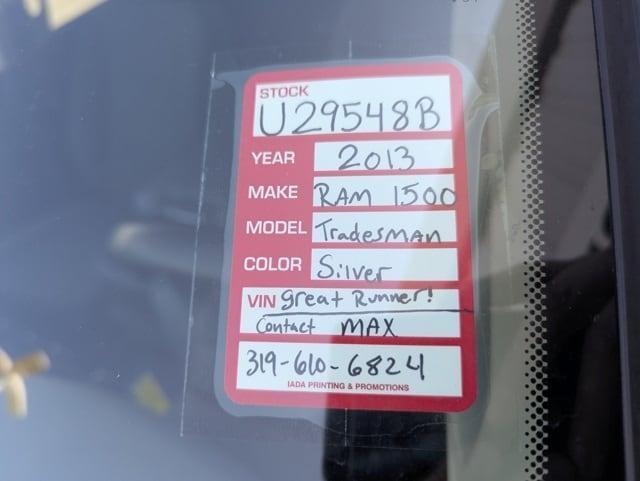 STOCK
U29548B
YEAR 2013
MAKE RAM 1500
MODEL TradesMAN
COLOR Silver
VIN great Runner!
Contact MAX
319-610-6824
IADA PRINTING & PROMOTIONS